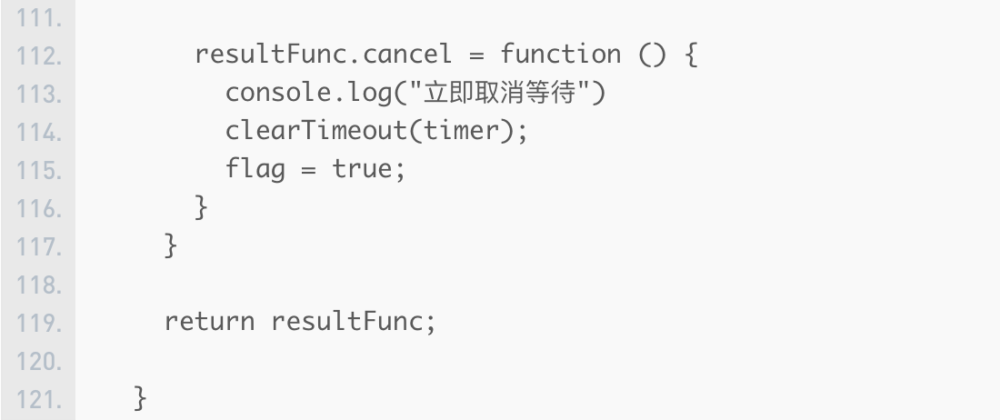 111.
112.        resultFunc.cancel = function () {
113.          console.log("立即取消等待")
114.          clearTimeout(timer);
115.          flag = true;
116.        }
117.      }
118.
119.      return resultFunc;
120.
121.    }